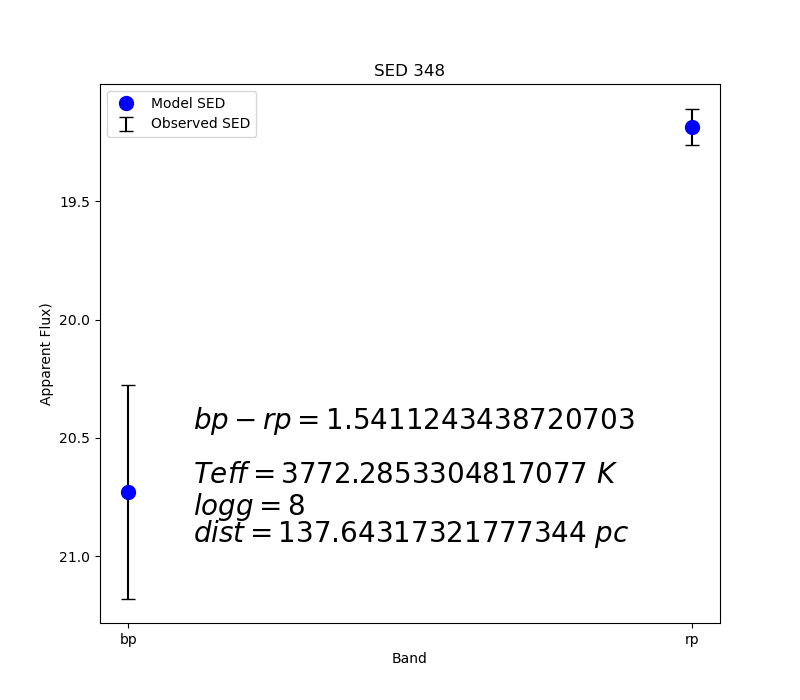 SED 348
Model SED
Observed SED
19.5
20.0
20.5
21.0
Apparent Flux)
bp − rp = 1.5411243438720703
Teff = 3772.2853304817077 K
logg = 8
dist = 137.64317321777344 pc
bp
rp
Band